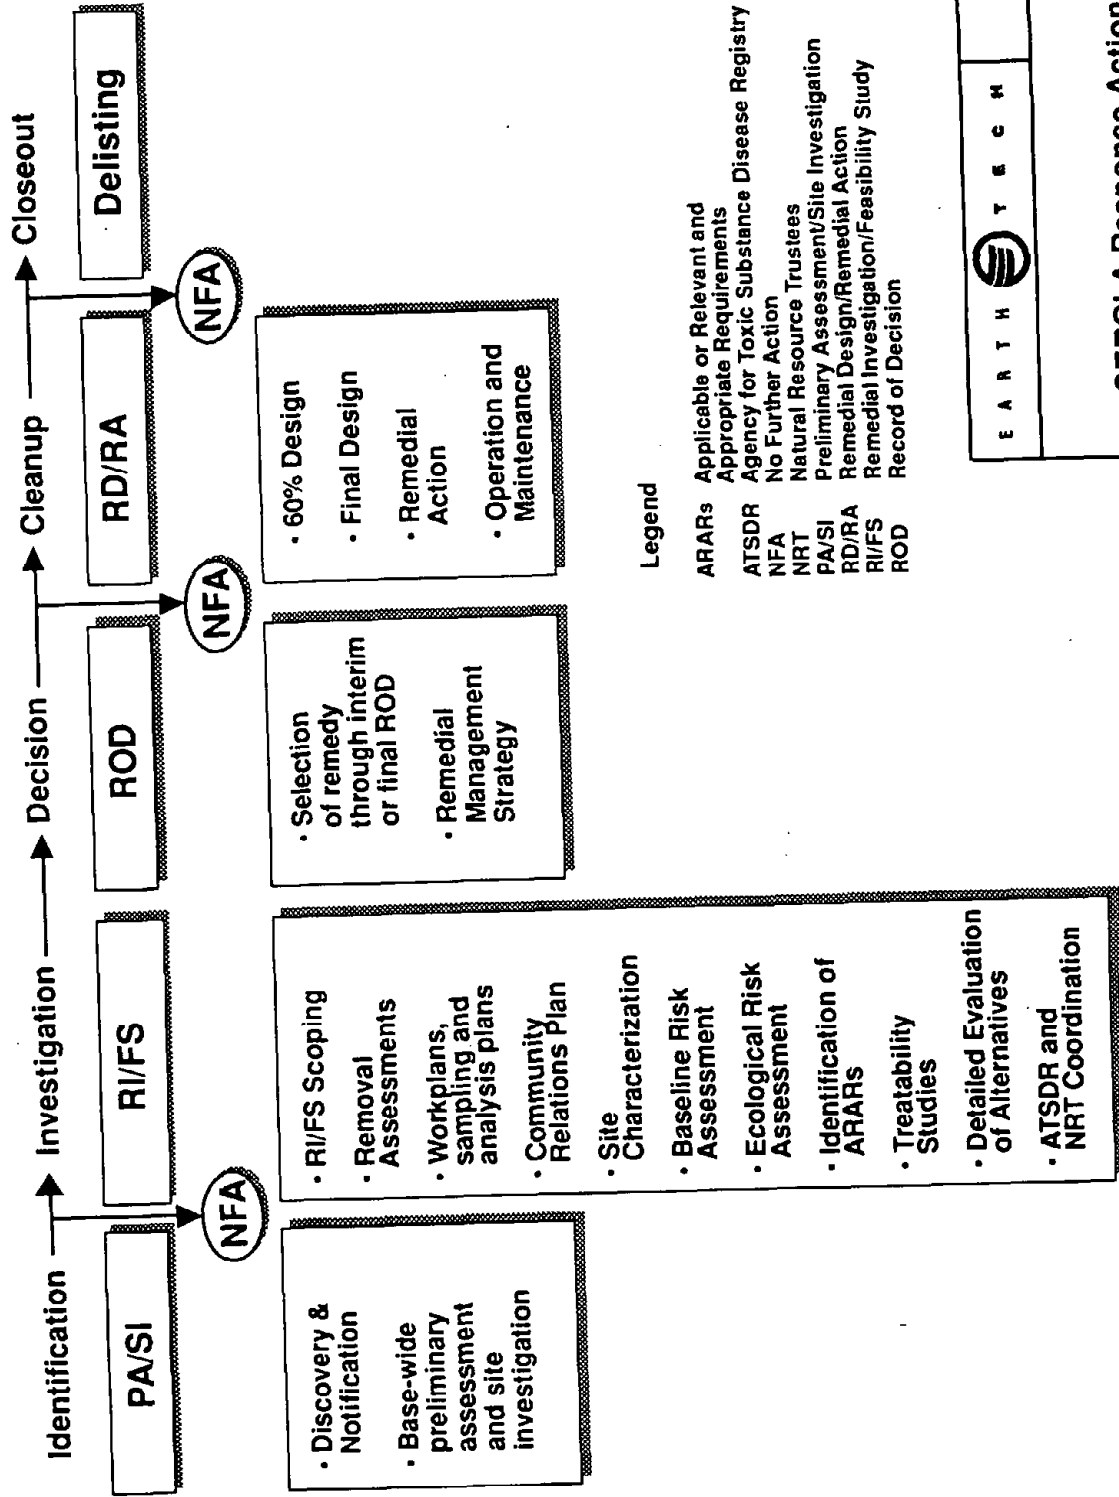 Identification Investigation Decision Cleanup Closeout
PA/SI
RI/FS
ROD
RD/RA
Delisting
NFA
NFA
NFA
• Discovery &
Notification
• Base-wide
preliminary
assessment
and site
investigation
• RI/FS Scoping
• Removal
Assessments
• Workplans,
sampling and
analysis plans
• Community
Relations Plan
• Site
Characterization
• Baseline Risk
Assessment
• Ecological Risk
Assessment
• Identification of
ARARs
• Treatability
Studies
• Detailed Evaluation
of Alternatives
• ATSDR and
NRT Coordination
• Selection
of remedy
through interim
or final ROD
• Remedial
Management
Strategy
• 60% Design
• Final Design
• Remedial
Action
• Operation and
Maintenance
Legend
ARARs Applicable or Relevant and
Appropriate Requirements
ATSDR Agency for Toxic Substance Disease Registry
NFA No Further Action
NRT Natural Resource Trustees
PA/SI Preliminary Assessment/Site Investigation
RD/RA Remedial Design/Remedial Action
RI/FS Remedial Investigation/Feasibility Study
ROD Record of Decision
EARTH TECH